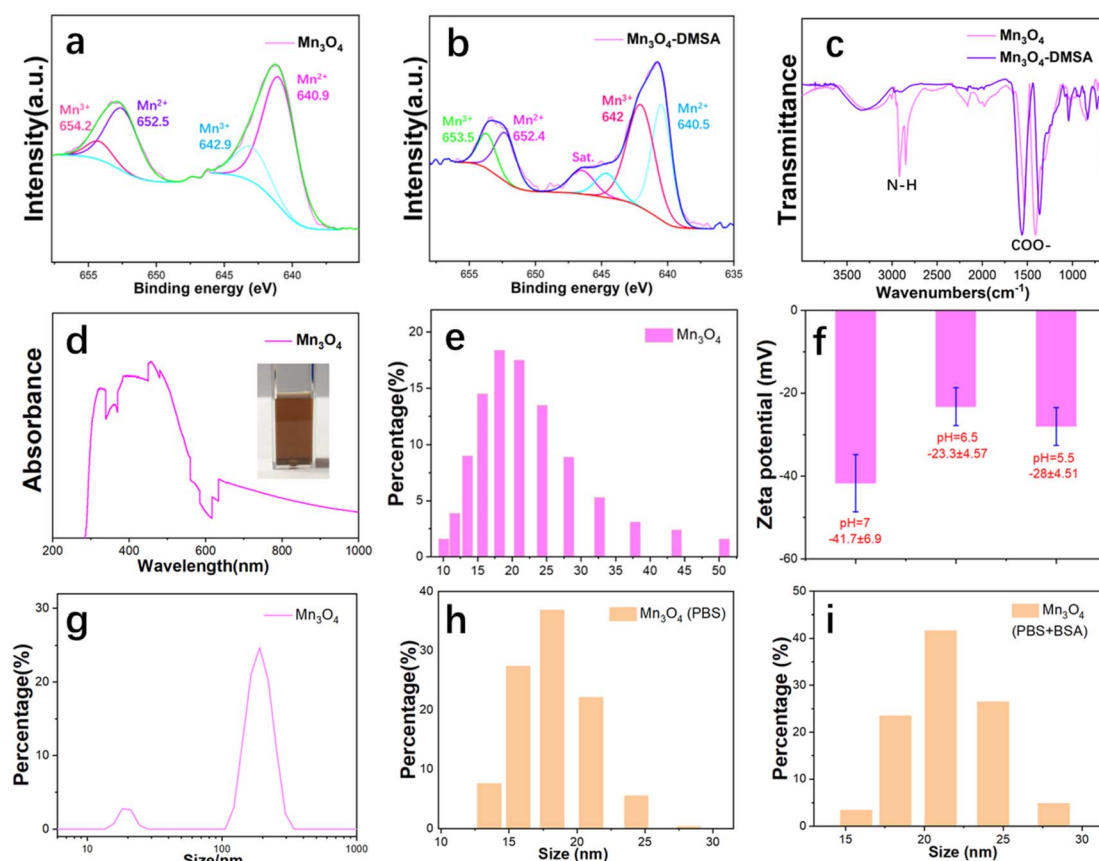 a
Mn₃O₄
Mn³⁺
654.2
Mn²⁺
652.5
Mn³⁺
642.9
Mn²⁺
640.9
Intensity(a.u.)
655 650 645 640
Binding energy (eV)
b
Mn₃O₄-DMSA
Mn³⁺
653.5
Mn²⁺
652.4
Sat.
Mn³⁺
642
Mn²⁺
640.5
Intensity(a.u.)
655 650 645 640 635
Binding energy (eV)
c
Mn₃O₄
Mn₃O₄-DMSA
N-H
COO-
Transmittance
3500 3000 2500 2000 1500 1000
Wavenumbers(cm⁻¹)
d
Mn₃O₄
Absorbance
200 400 600 800 1000
Wavelength(nm)
e
Mn₃O₄
Percentage(%)
20
15
10
5
0
10 15 20 25 30 35 40 45 50
f
Zeta potential (mV)
0
-20
-40
-60
pH=7
-41.7±6.9
pH=6.5
-23.3±4.57
pH=5.5
-28±4.51
g
Mn₃O₄
Percentage(%)
30
20
10
0
10 100 1000
Size/nm
h
Mn₃O₄ (PBS)
Percentage(%)
40
30
20
10
0
10 15 20 25 30
Size (nm)
i
Mn₃O₄
(PBS+BSA)
Percentage (%)
50
40
30
20
10
0
15 20 25 30
Size (nm)